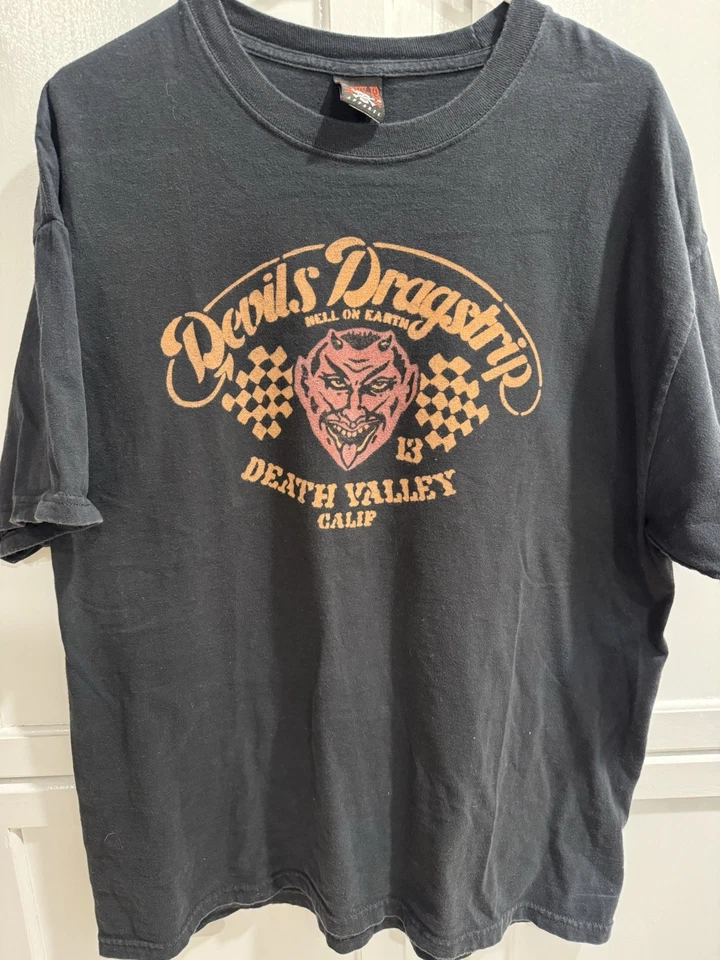 Devils Dragstrip
HELL ON EARTH
13
DEATH VALLEY
CALIF